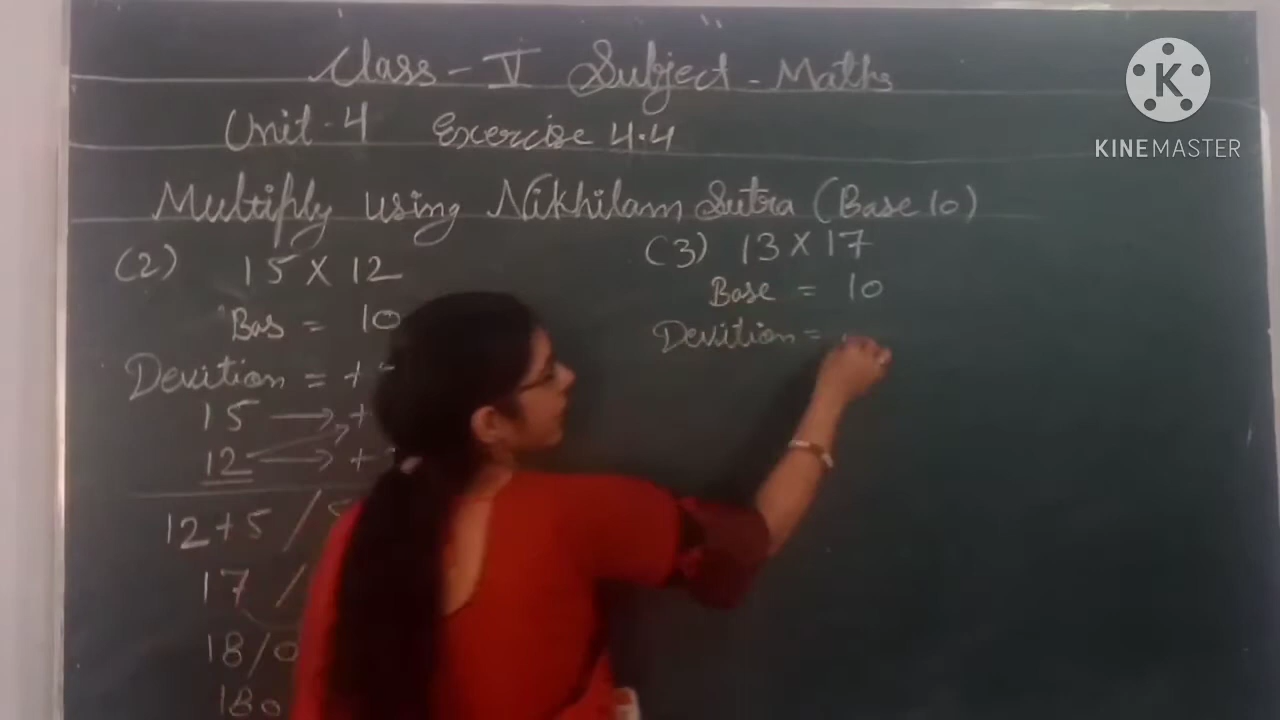 Class - V Subject - Maths
Unit-4 Exercise 4.4
Multiply using Nikhilam Sutra (Base 10)
(2) 15 X 12
Bas = 10
Devition = +
15 → +
12 → +
12+5 /
17 /
18/0
180
(3) 13 X 17
Base = 10
Devition =
K
KINEMASTER